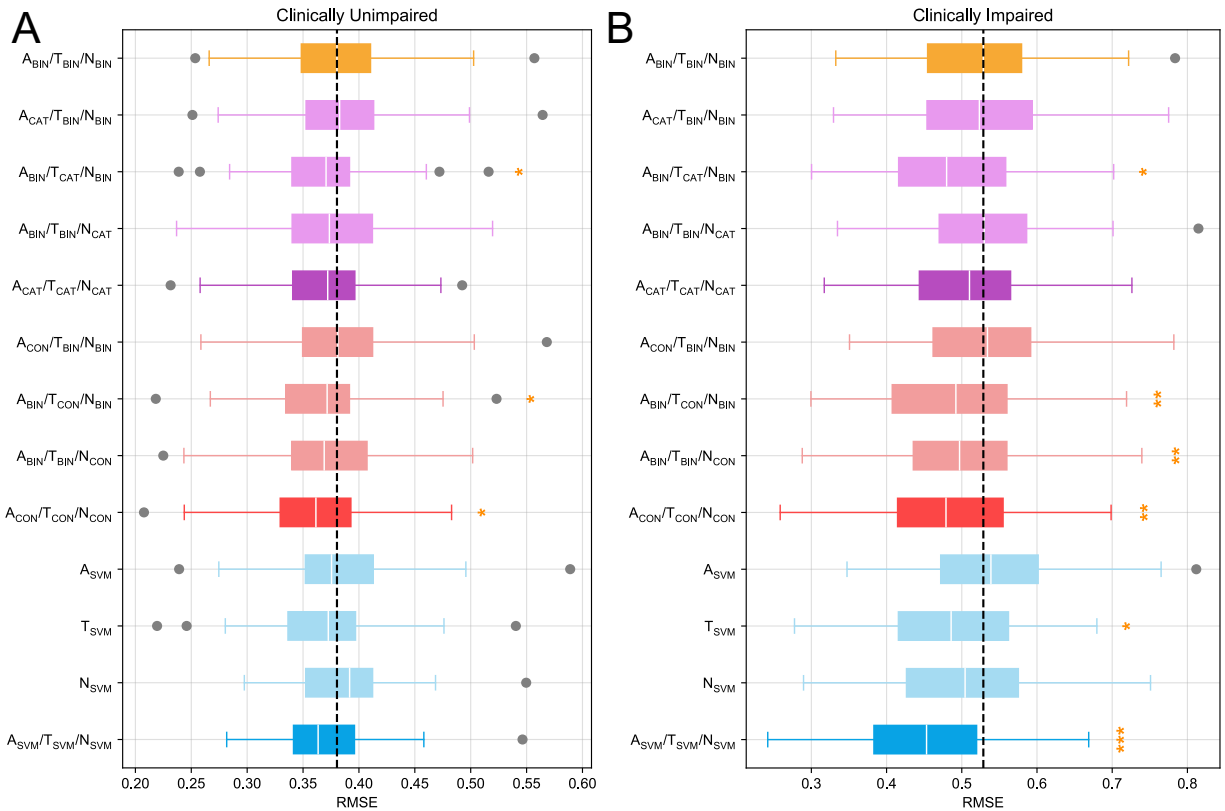 A
Clinically Unimpaired
A_BIN/T_BIN/N_BIN
A_CAT/T_BIN/N_BIN
A_BIN/T_CAT/N_BIN
*
A_BIN/T_BIN/N_CAT
A_CAT/T_CAT/N_CAT
A_CON/T_BIN/N_BIN
A_BIN/T_CON/N_BIN
*
A_BIN/T_BIN/N_CON
A_CON/T_CON/N_CON
*
A_SVM
T_SVM
N_SVM
A_SVM/T_SVM/N_SVM
0.20 0.25 0.30 0.35 0.40 0.45 0.50 0.55 0.60
RMSE
B
Clinically Impaired
A_BIN/T_BIN/N_BIN
A_CAT/T_BIN/N_BIN
A_BIN/T_CAT/N_BIN
*
A_BIN/T_BIN/N_CAT
A_CAT/T_CAT/N_CAT
A_CON/T_BIN/N_BIN
A_BIN/T_CON/N_BIN
**
A_BIN/T_BIN/N_CON
**
A_CON/T_CON/N_CON
**
A_SVM
T_SVM
*
N_SVM
A_SVM/T_SVM/N_SVM
***
0.3 0.4 0.5 0.6 0.7 0.8
RMSE